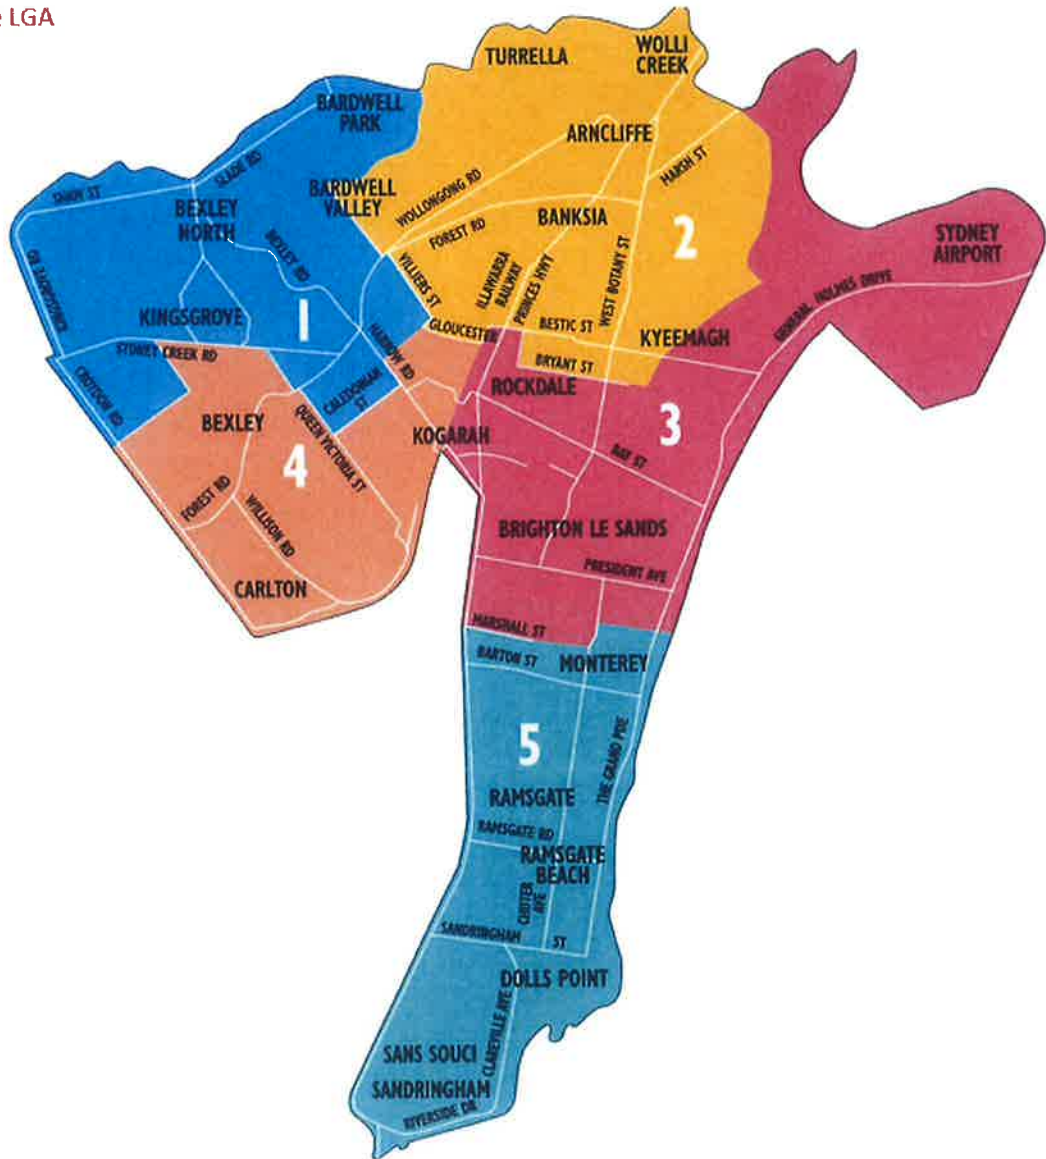 LGA
TURRELLA
WOLLI
CREEK
BARDWELL
PARK
ARNCLIFFE
MARSH ST
SLADE RD
SHAW ST
BARDWELL
VALLEY
WOLLONGONG RD
BEXLEY
NORTH
BEXLEY RD
FOREST RD
BANKSIA
2
SYDNEY
AIRPORT
KINGSGROVE RD
VILLIERS ST
ILLAWARRA
RAILWAY
PRINCES HWY
WEST BOTANY ST
GENERAL HOLMES DRIVE
KINGSGROVE
1
HARROW RD
GLOUCESTER
BESTIC ST
KYEEMAGH
STONEY CREEK RD
BRYANT ST
CROYDON RD
CALEDONIAN
ST
ROCKDALE
BEXLEY
QUEEN VICTORIA ST
KOGARAH
3
BAY ST
4
FOREST RD
WILLISON RD
BRIGHTON LE SANDS
PRESIDENT AVE
CARLTON
MARSHALL ST
BARTON ST
MONTEREY
5
THE GRAND PDE
RAMSGATE
RAMSGATE RD
RAMSGATE
BEACH
CHUTER
AVE
SANDRINGHAM ST
DOLLS POINT
CLAREVILLE AVE
SANS SOUCI
SANDRINGHAM
RIVERSIDE DR